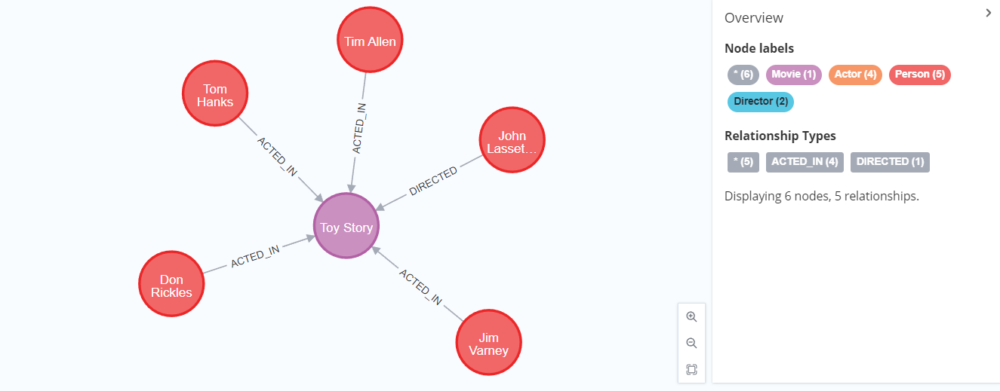 Tim Allen
Tom
Hanks
John
Lasset...
ACTED_IN
ACTED_IN
DIRECTED
Toy Story
ACTED_IN
Don
Rickles
ACTED_IN
Jim
Varney
Overview
Node labels
* (6) Movie (1) Actor (4) Person (5)
Director (2)
Relationship Types
* (5) ACTED_IN (4) DIRECTED (1)
Displaying 6 nodes, 5 relationships.